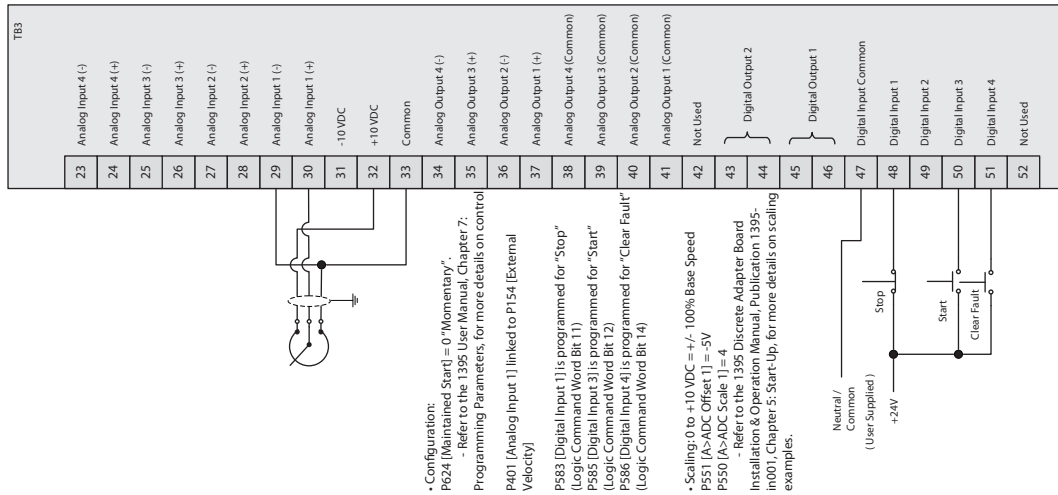 TB3
23 Analog Input 4 (-)
24 Analog Input 4 (+)
25 Analog Input 3 (-)
26 Analog Input 3 (+)
27 Analog Input 2 (-)
28 Analog Input 2 (+)
29 Analog Input 1 (-)
30 Analog Input 1 (+)
31 -10 VDC
32 +10 VDC
33 Common
34 Analog Output 4 (-)
35 Analog Output 3 (+)
36 Analog Output 2 (-)
37 Analog Output 1 (+)
38 Analog Output 4 (Common)
39 Analog Output 3 (Common)
40 Analog Output 2 (Common)
41 Analog Output 1 (Common)
42 Not Used
43
Digital Output 2
44
45
Digital Output 1
46
47 Digital Input Common
48 Digital Input 1
49 Digital Input 2
50 Digital Input 3
51 Digital Input 4
52 Not Used
• Configuration:
P624 [Maintained Start] = 0 "Momentary".
- Refer to the 1395 User Manual, Chapter 7:
Programming Parameters, for more details on control
P401 [Analog Input 1] linked to P154 [External
Velocity]
P583 [Digital Input 1] is programmed for "Stop"
(Logic Command Word Bit 11)
P585 [Digital Input 3] is programmed for "Start"
(Logic Command Word Bit 12)
P586 [Digital Input 4] is programmed for "Clear Fault"
(Logic Command Word Bit 14)
• Scaling: 0 to +10 VDC = +/- 100% Base Speed
P551 [A>ADC Offset 1] = -5V
P550 [A>ADC Scale 1] = 4
- Refer to the 1395 Discrete Adapter Board
Installation & Operation Manual, Publication 1395-
in001, Chapter 5: Start-Up, for more details on scaling
examples.
Neutral /
Common
(User Supplied)
+24V
Stop
Start
Clear Fault